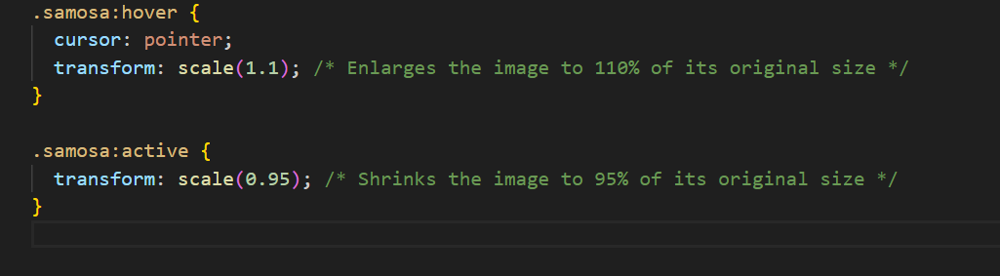 .samosa:hover {
  cursor: pointer;
  transform: scale(1.1); /* Enlarges the image to 110% of its original size */
}

.samosa:active {
  transform: scale(0.95); /* Shrinks the image to 95% of its original size */
}